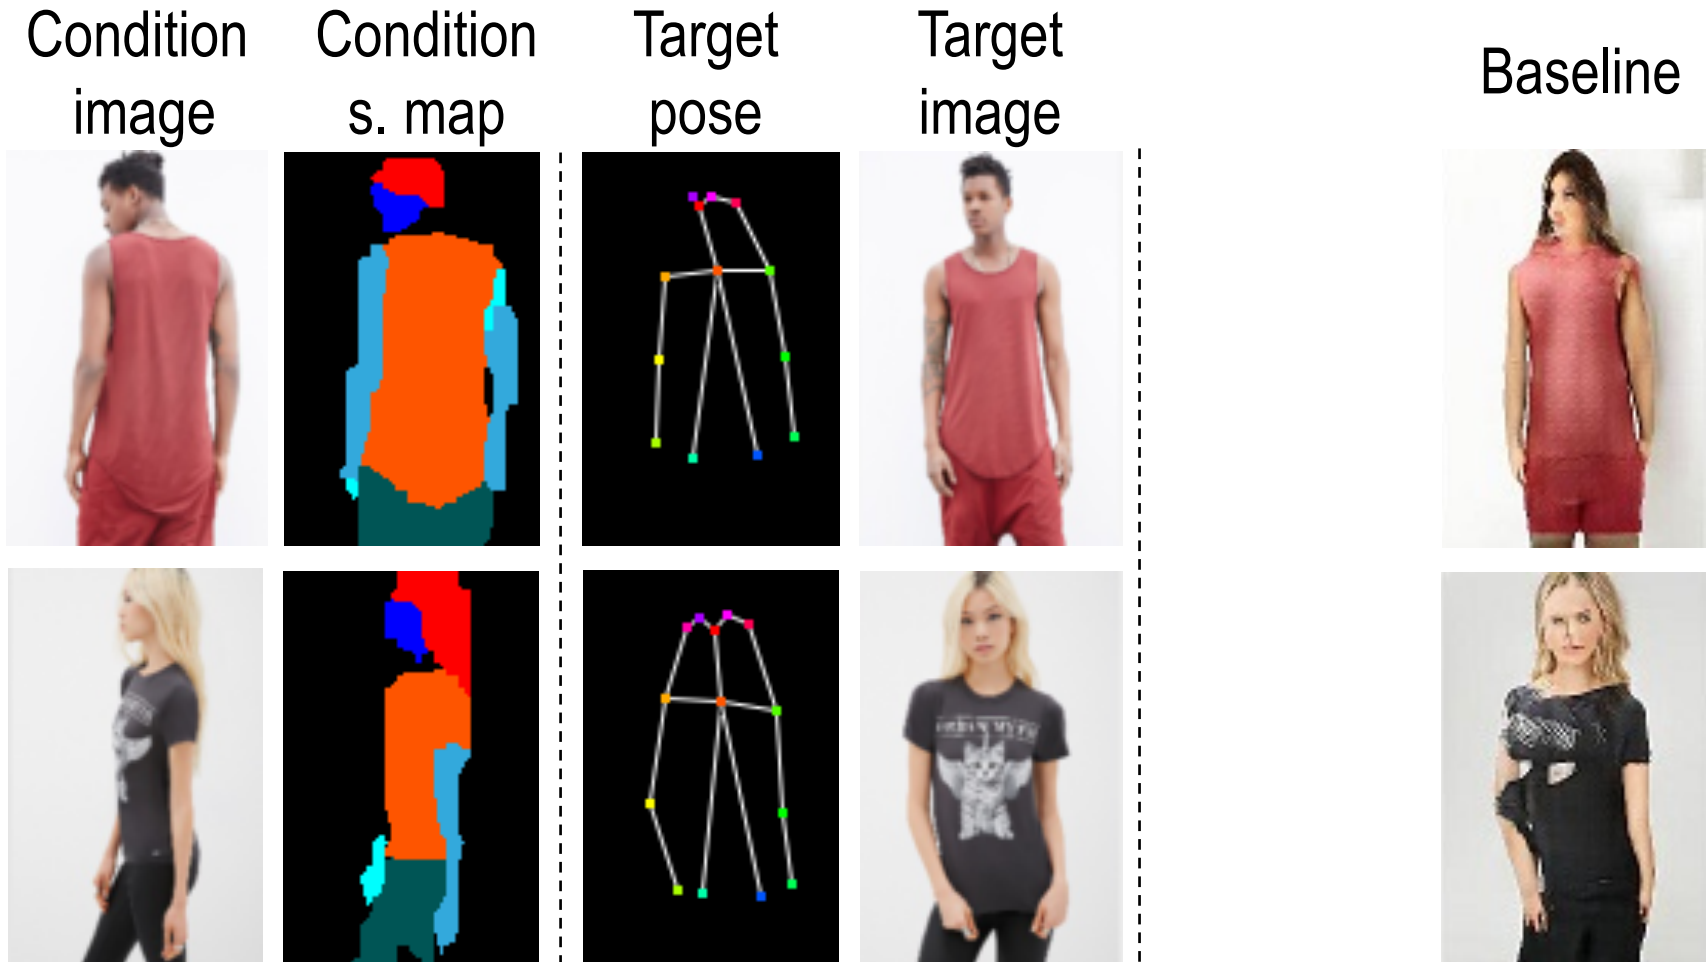 Condition
image
Condition
s. map
Target
pose
Target
image
Baseline